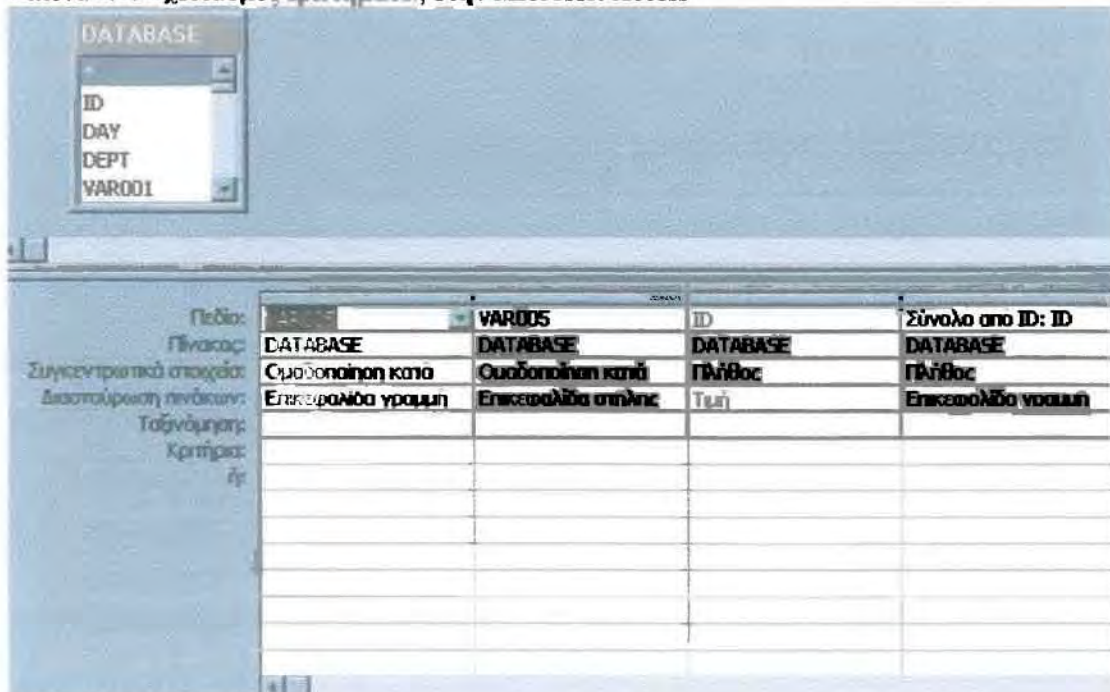 DATABASE
*
ID
DAY
DEPT
VAR001
Πεδίο: VAR005 ID Σύνολο απο ID: ID
Πίνακας: DATABASE DATABASE DATABASE DATABASE
Συγκεντρωτικά στοιχεία: Ομαδοποίηση κατά Ομαδοποίηση κατά Πλήθος Πλήθος
Διασταύρωση πινάκων: Επικεφαλίδα γραμμή Επικεφαλίδα στήλης Τιμή Επικεφαλίδα γραμμή
Ταξινόμηση:
Κριτήρια:
ή: